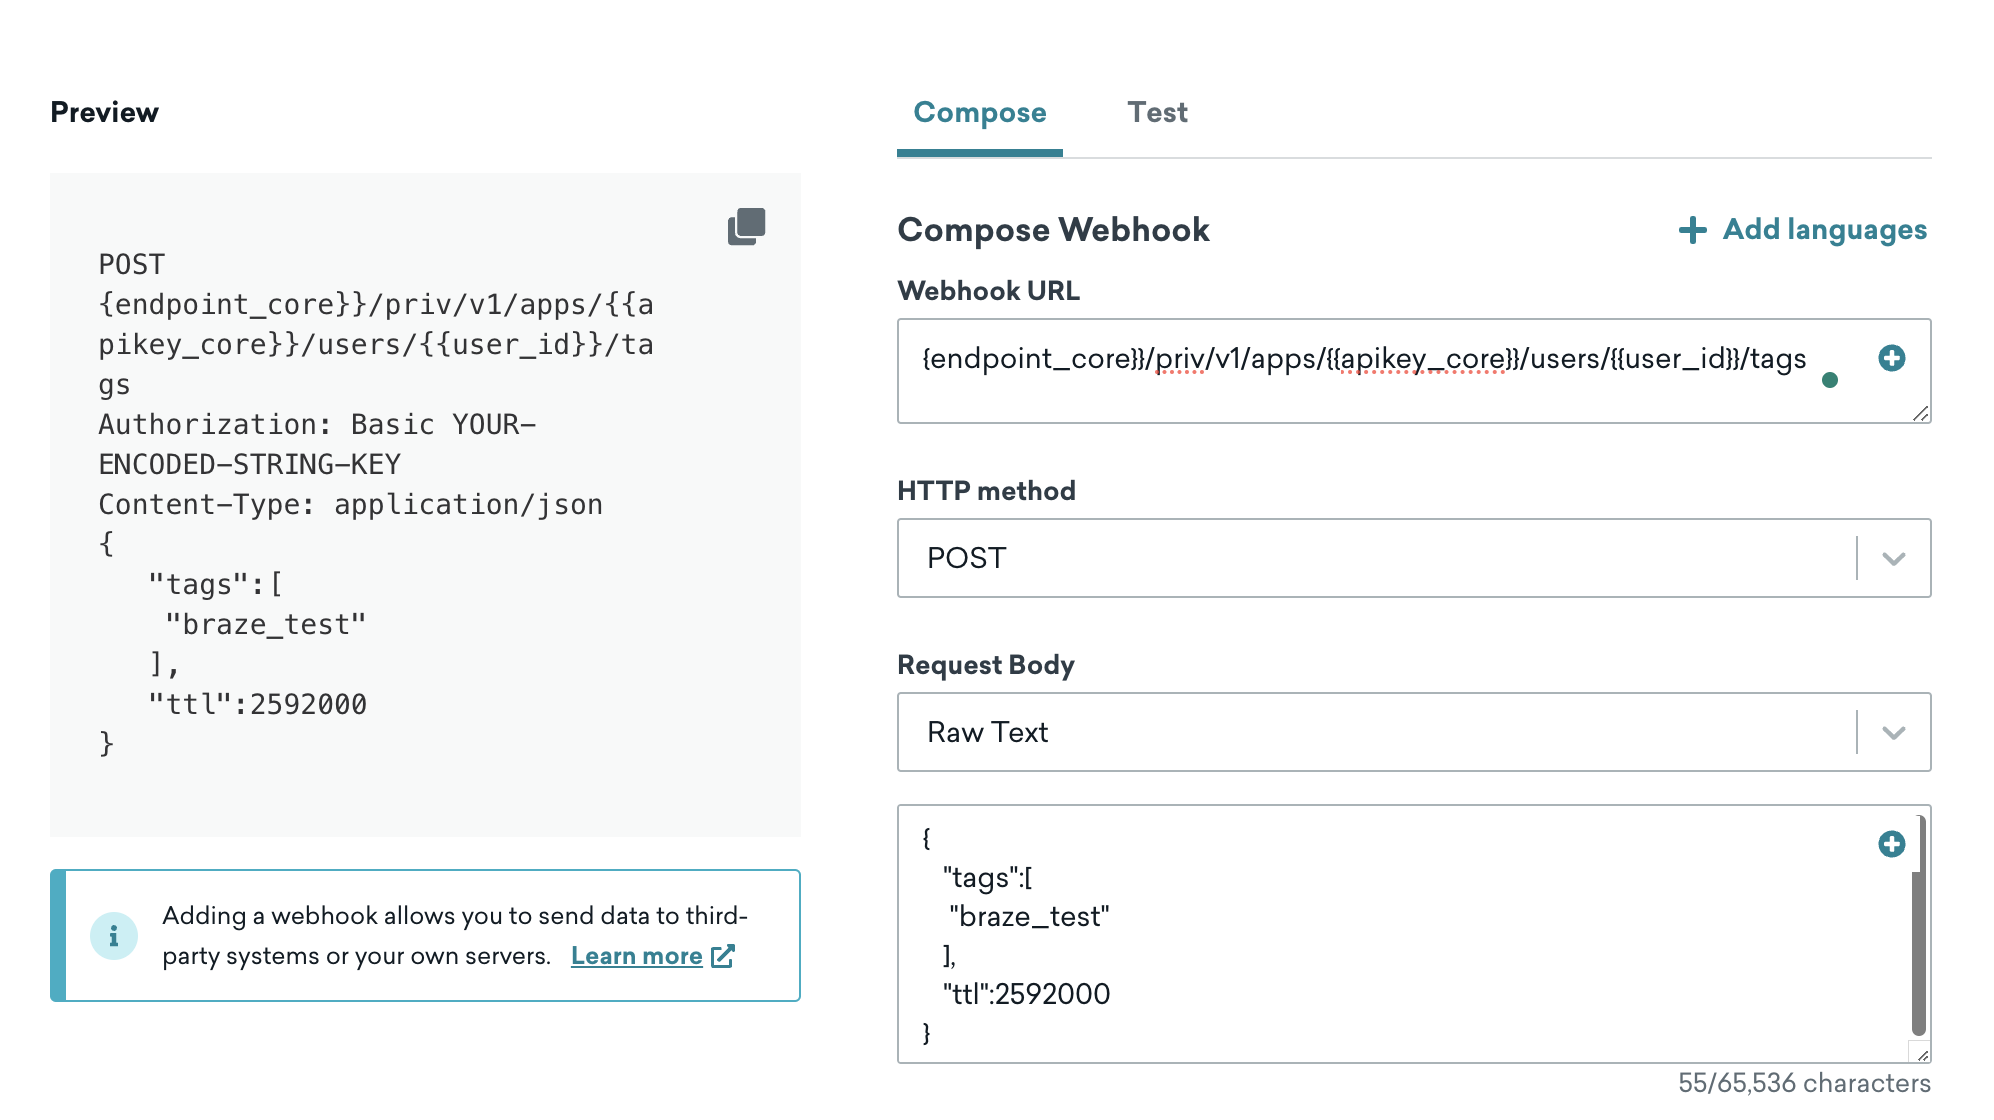 Preview
POST
{endpoint_core}}/priv/v1/apps/{{a
pikey_core}}/users/{{user_id}}/ta
gs
Authorization: Basic YOUR-
ENCODED-STRING-KEY
Content-Type: application/json
{
   "tags":[
    "braze_test"
   ],
   "ttl":2592000
}
Adding a webhook allows you to send data to third-
party systems or your own servers. Learn more
Compose Test
Compose Webhook Add languages
Webhook URL
{endpoint_core}}/priv/v1/apps/{{apikey_core}}/users/{{user_id}}/tags
HTTP method
POST
Request Body
Raw Text
{
   "tags":[
    "braze_test"
   ],
   "ttl":2592000
}
55/65,536 characters